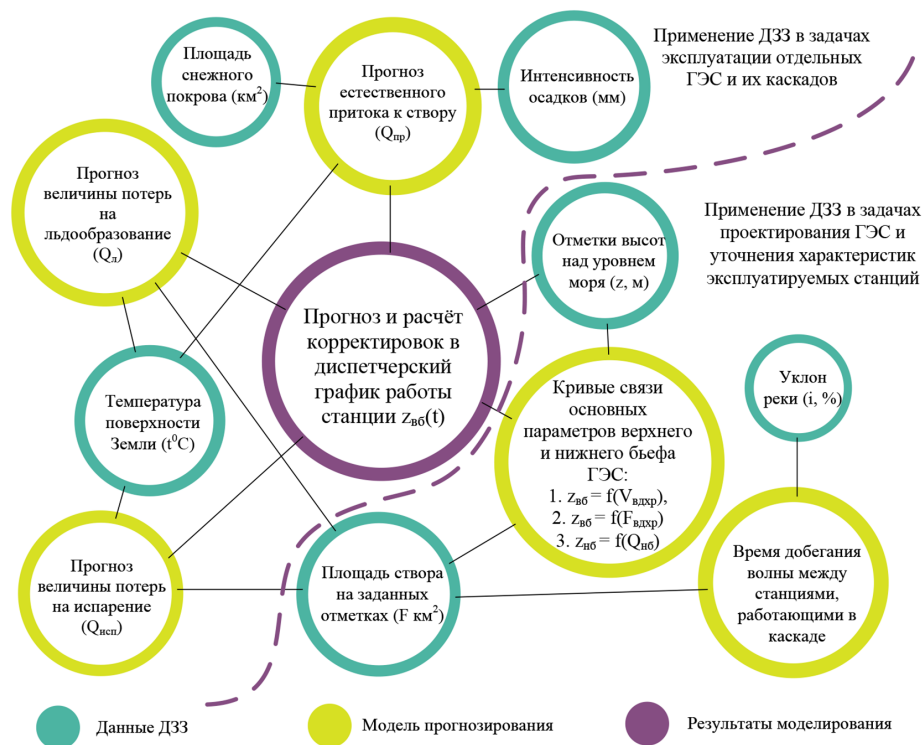 Применение ДЗЗ в задачах
эксплуатации отдельных
ГЭС и их каскадов
Площадь
снежного
покрова (км²)
Прогноз
естественного
притока к створу
(Qпр)
Интенсивность
осадков (мм)
Прогноз
величины потерь
на
льдообразование
(Qл)
Отметки высот
над уровнем
моря (z, м)
Применение ДЗЗ в задачах
проектирования ГЭС и
уточнения характеристик
эксплуатируемых станций
Прогноз и расчёт
корректировок в
диспетчерский
график работы
станции zвб(t)
Температура
поверхности
Земли (t⁰C)
Кривые связи
основных
параметров верхнего
и нижнего бьефа
ГЭС:
1. zвб = f(Vвдхр),
2. zвб = f(Fвдхр)
3. zнб = f(Qнб)
Уклон
реки (i, %)
Прогноз
величины потерь
на испарение
(Qисп)
Площадь створа
на заданных
отметках (F км²)
Время добегания
волны между
станциями,
работающими в
каскаде
Данные ДЗЗ
Модель прогнозирования
Результаты моделирования